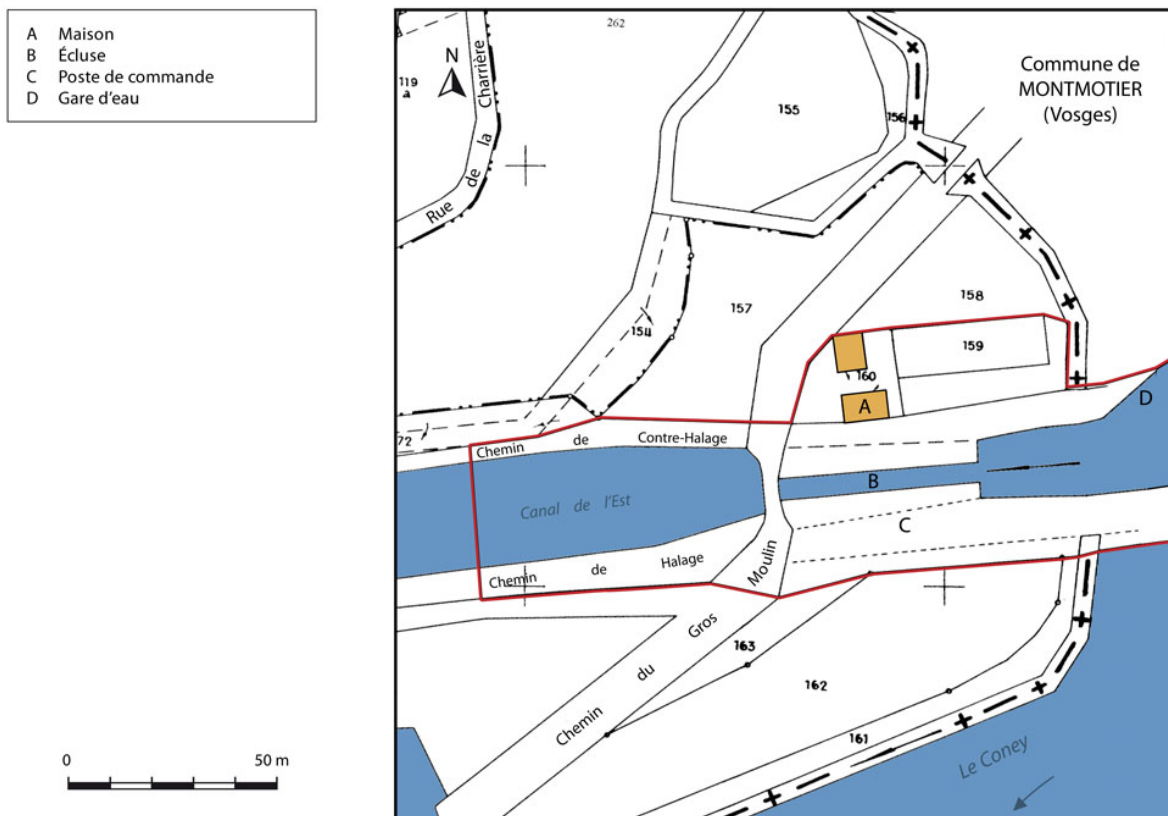 A Maison
B Écluse
C Poste de commande
D Gare d'eau
262
N
119
a
Rue de la Charrière
155
156
Commune de
MONTMOTIER
(Vosges)
157
158
154
159
160
A
D
72
Chemin de Contre-Halage
B
Canal de l'Est
C
Chemin de Halage
Chemin du Gros Moulin
163
162
161
Le Coney
0 50 m